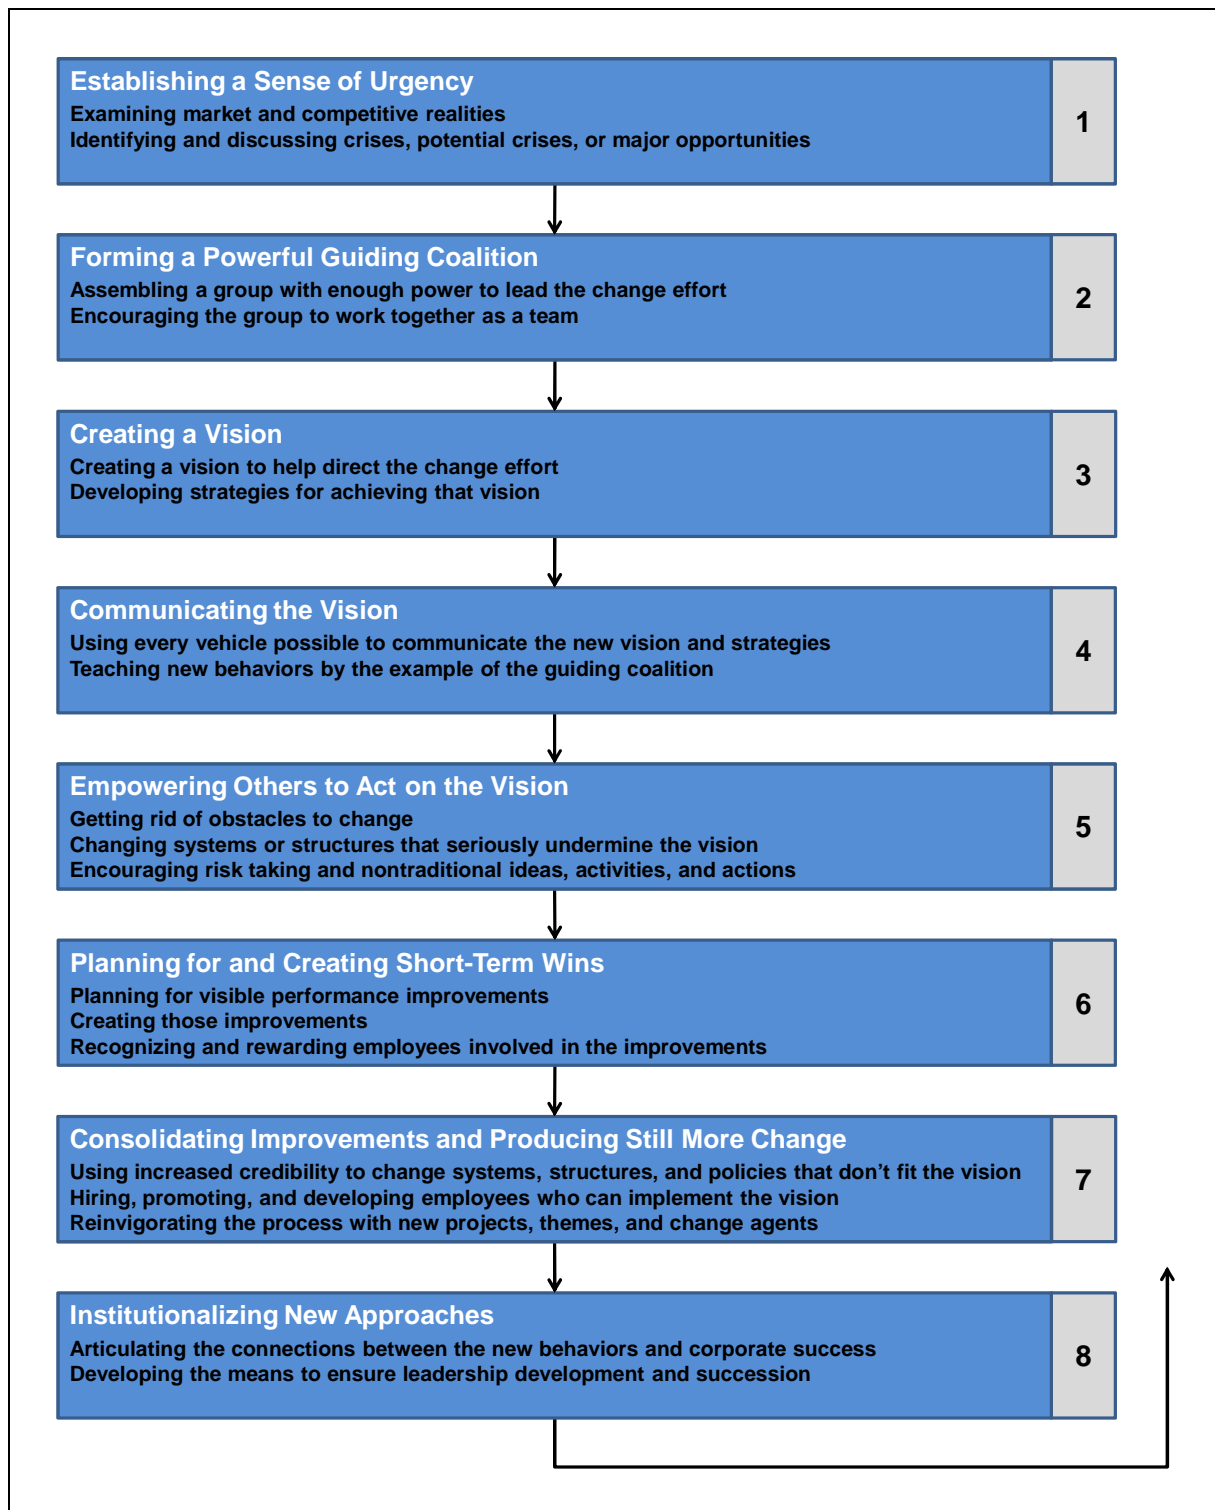 Establishing a Sense of Urgency
Examining market and competitive realities
Identifying and discussing crises, potential crises, or major opportunities
1
Forming a Powerful Guiding Coalition
Assembling a group with enough power to lead the change effort
Encouraging the group to work together as a team
2
Creating a Vision
Creating a vision to help direct the change effort
Developing strategies for achieving that vision
3
Communicating the Vision
Using every vehicle possible to communicate the new vision and strategies
Teaching new behaviors by the example of the guiding coalition
4
Empowering Others to Act on the Vision
Getting rid of obstacles to change
Changing systems or structures that seriously undermine the vision
Encouraging risk taking and nontraditional ideas, activities, and actions
5
Planning for and Creating Short-Term Wins
Planning for visible performance improvements
Creating those improvements
Recognizing and rewarding employees involved in the improvements
6
Consolidating Improvements and Producing Still More Change
Using increased credibility to change systems, structures, and policies that don’t fit the vision
Hiring, promoting, and developing employees who can implement the vision
Reinvigorating the process with new projects, themes, and change agents
7
Institutionalizing New Approaches
Articulating the connections between the new behaviors and corporate success
Developing the means to ensure leadership development and succession
8